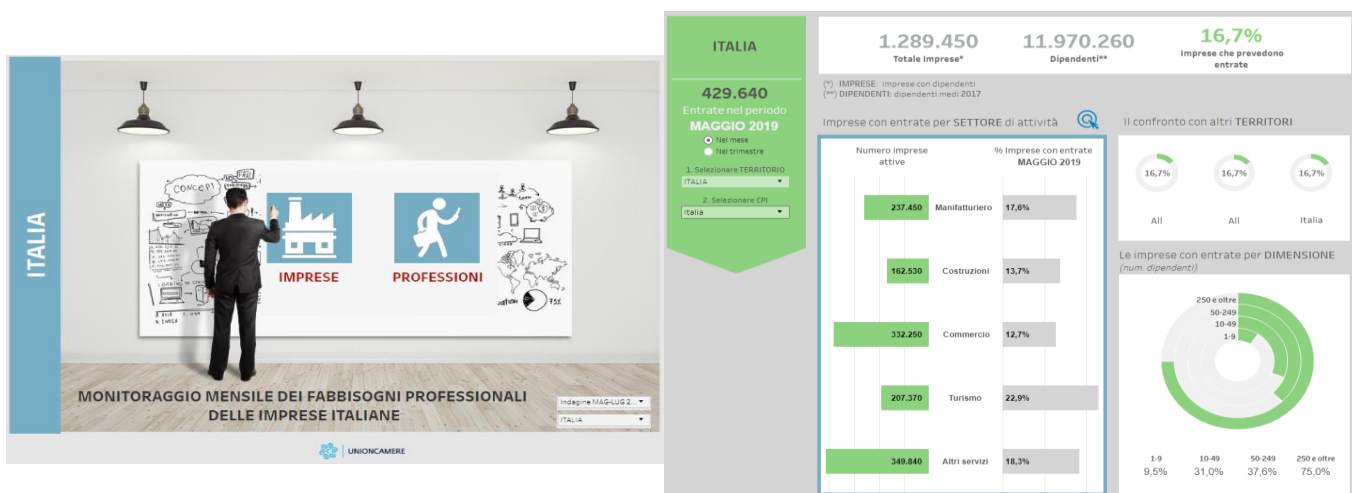 ITALIA
CONCEPT
IMPRESE
PROFESSIONI
75%
MONITORAGGIO MENSILE DEI FABBISOGNI PROFESSIONALI
DELLE IMPRESE ITALIANE
Indagine MAG-LUG 2...
ITALIA
UNIONCAMERE
ITALIA
429.640
Entrate nel periodo
MAGGIO 2019
Nel mese
Nel trimestre
1. Selezionare TERRITORIO
ITALIA
2. Selezionare CPI
Italia
1.289.450
Totale Imprese*
11.970.260
Dipendenti**
16,7%
Imprese che prevedono
entrate
(*) IMPRESE: imprese con dipendenti
(**) DIPENDENTI: dipendenti medi 2017
Imprese con entrate per SETTORE di attività
Numero imprese
attive
% Imprese con entrate
MAGGIO 2019
237.450 Manifatturiero 17,6%
162.530 Costruzioni 13,7%
332.250 Commercio 12,7%
207.370 Turismo 22,9%
349.840 Altri servizi 18,3%
Il confronto con altri TERRITORI
16,7% 16,7% 16,7%
All All Italia
Le imprese con entrate per DIMENSIONE
(num. dipendenti)
250 e oltre
50-249
10-49
1-9
1-9 10-49 50-249 250 e oltre
9,5% 31,0% 37,6% 75,0%